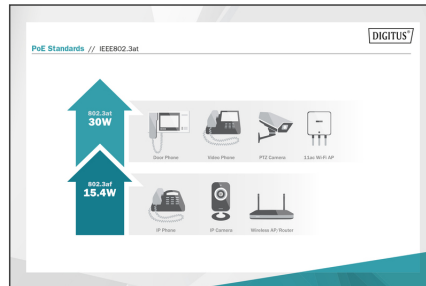 DIGITUS®
PoE Standards // IEEE802.3at
802.3at
30W
Door Phone Video Phone PTZ Camera 11ac Wi-Fi AP
802.3af
15.4W
IP Phone IP Camera Wireless AP/Router